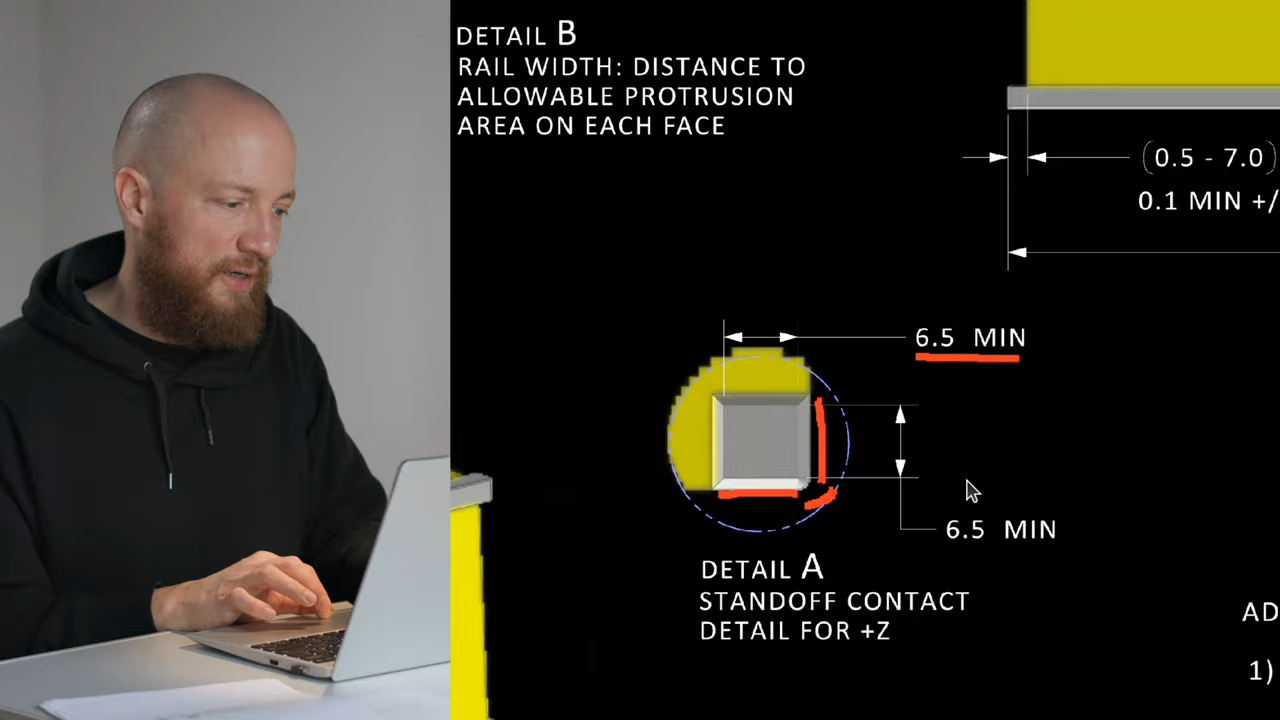 DETAIL B
RAIL WIDTH: DISTANCE TO
ALLOWABLE PROTRUSION
AREA ON EACH FACE
(0.5 - 7.0)
0.1 MIN +/
6.5 MIN
6.5 MIN
DETAIL A
STANDOFF CONTACT
DETAIL FOR +Z
AD
1)